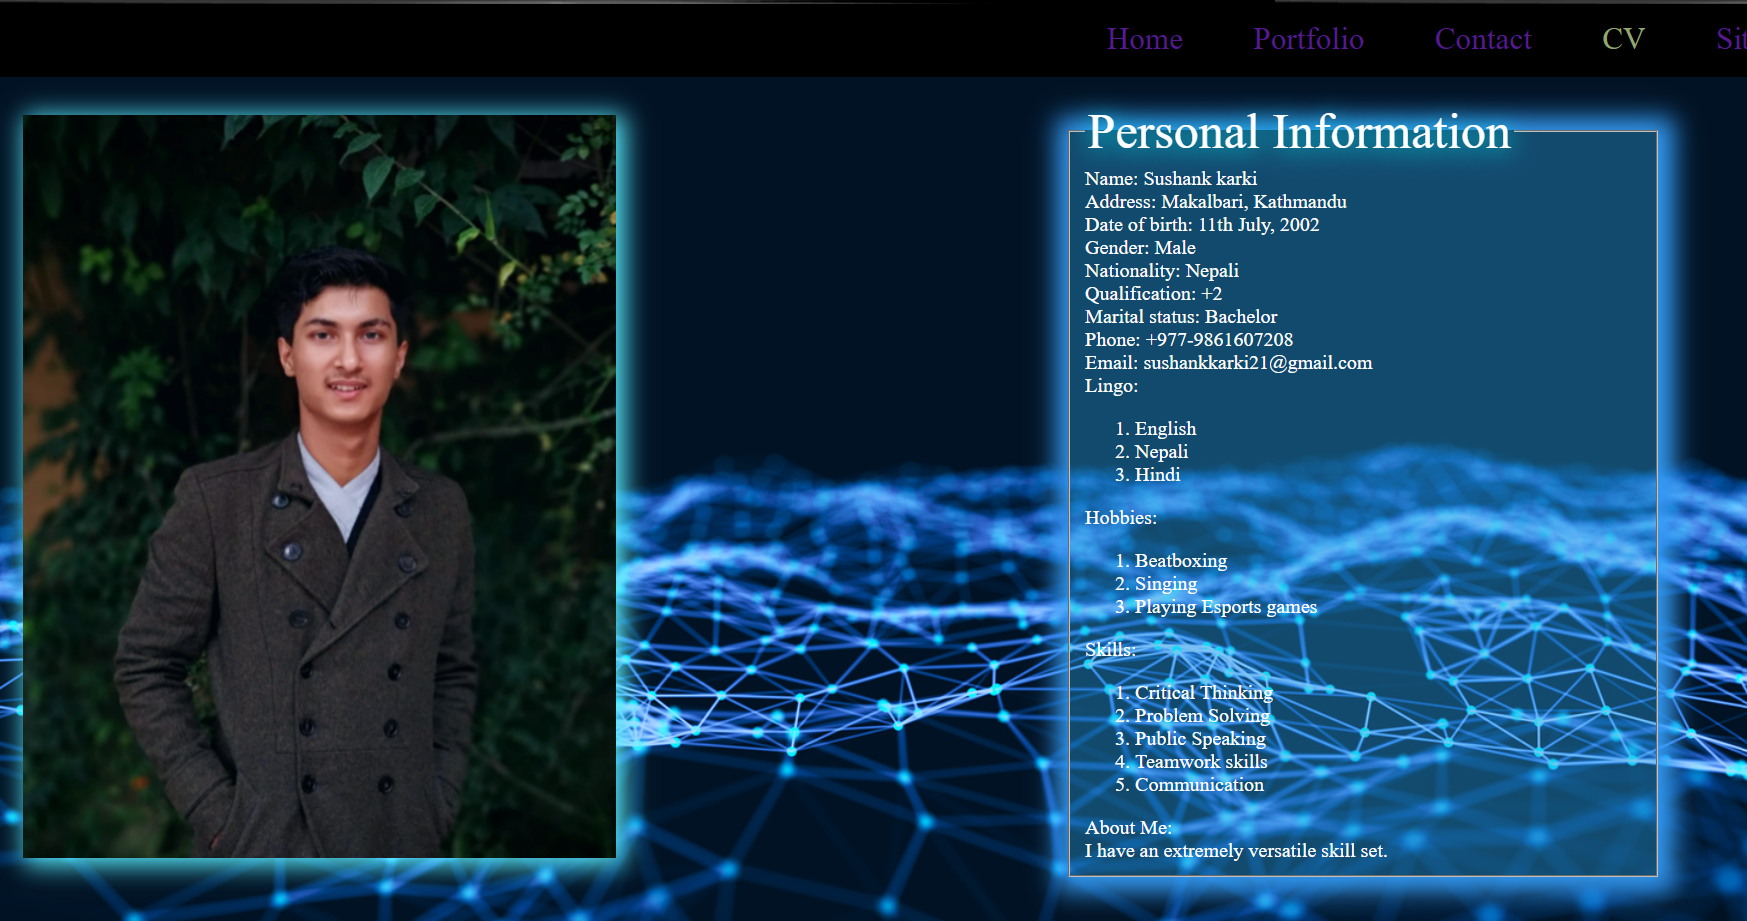 Home Portfolio Contact CV Sit
Personal Information
Name: Sushank karki
Address: Makalbari, Kathmandu
Date of birth: 11th July, 2002
Gender: Male
Nationality: Nepali
Qualification: +2
Marital status: Bachelor
Phone: +977-9861607208
Email: sushankkarki21@gmail.com
Lingo:
1. English
2. Nepali
3. Hindi
Hobbies:
1. Beatboxing
2. Singing
3. Playing Esports games
Skills:
1. Critical Thinking
2. Problem Solving
3. Public Speaking
4. Teamwork skills
5. Communication
About Me:
I have an extremely versatile skill set.